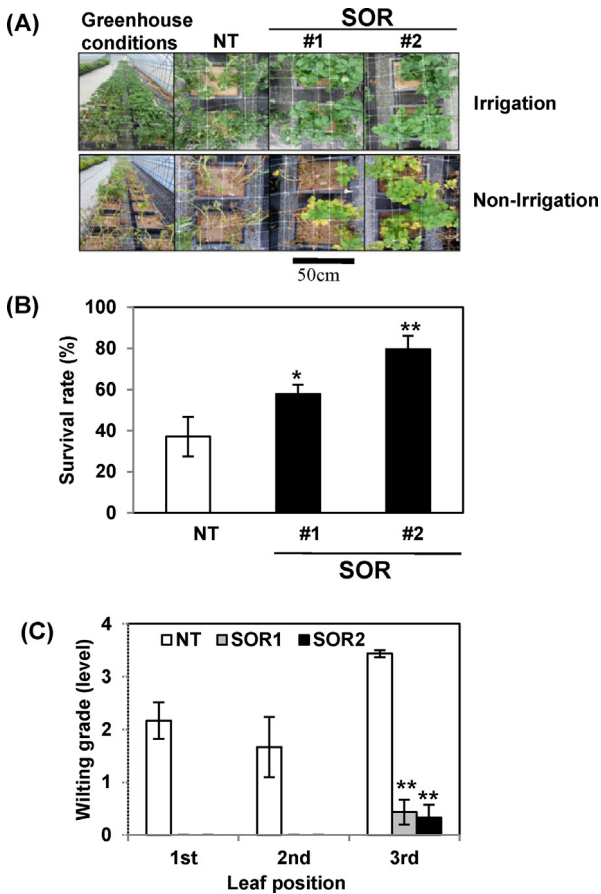 (A)
Greenhouse conditions
NT
SOR
#1
#2
Irrigation
Non-Irrigation
50cm
(B)
Survival rate (%)
100
80
60
40
20
0
*
**
NT
#1
#2
SOR
(C)
Wilting grade (level)
4
3
2
1
0
NT SOR1 SOR2
**
**
1st
2nd
3rd
Leaf position